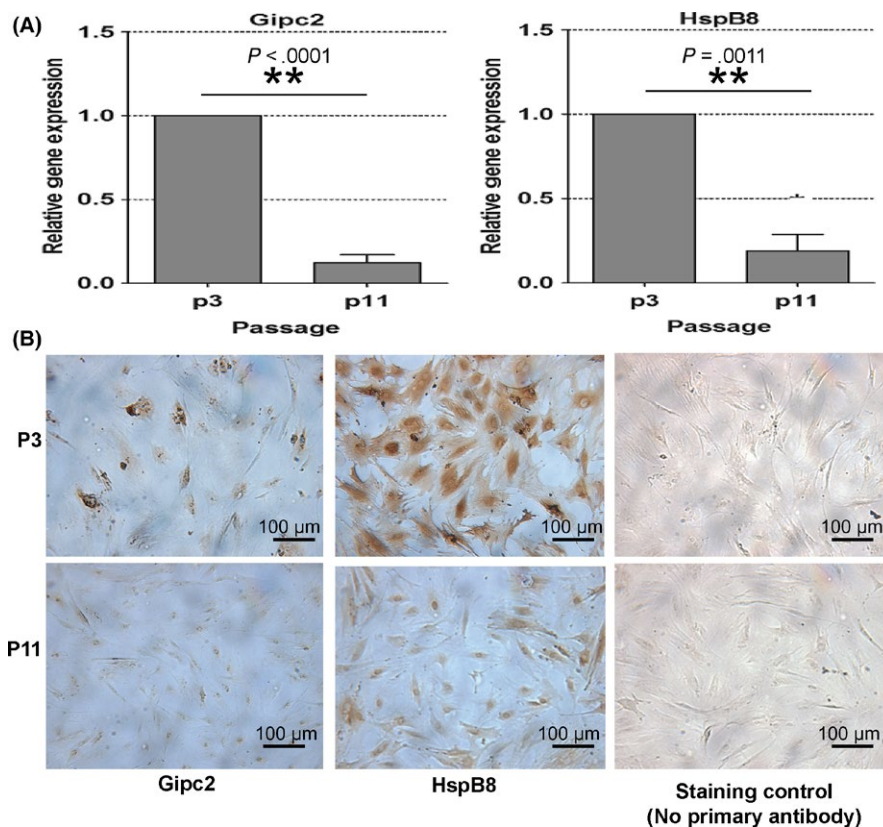 (A)
Gipc2
1.5
P < .0001
**
1.0
0.5
0.0
Relative gene expression
p3 p11
Passage
HspB8
1.5
P = .0011
**
1.0
0.5
0.0
Relative gene expression
p3 p11
Passage
(B)
P3
100 µm
100 µm
100 µm
P11
100 µm
100 µm
100 µm
Gipc2
HspB8
Staining control
(No primary antibody)